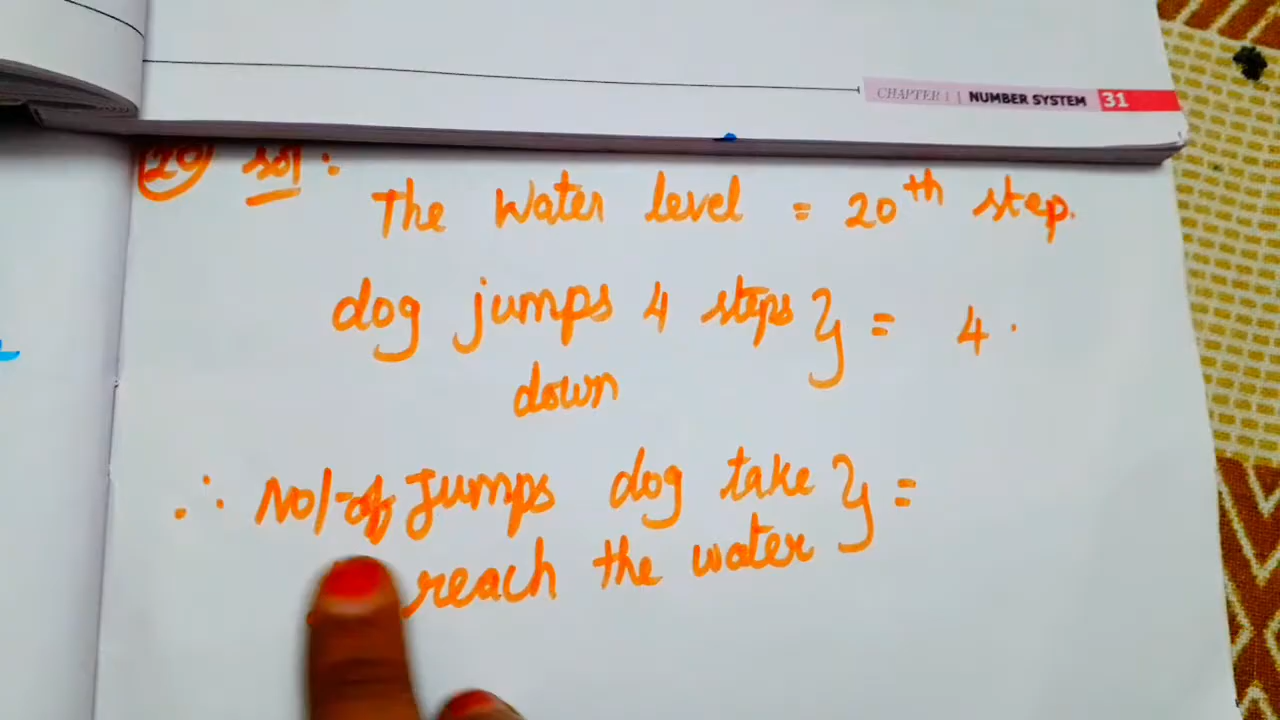 CHAPTER 1 | NUMBER SYSTEM 31
20 sol :
The Water level = 20th step.
dog jumps 4 steps } = 4 .
down
∴ No/-of Jumps dog take } =
reach the water